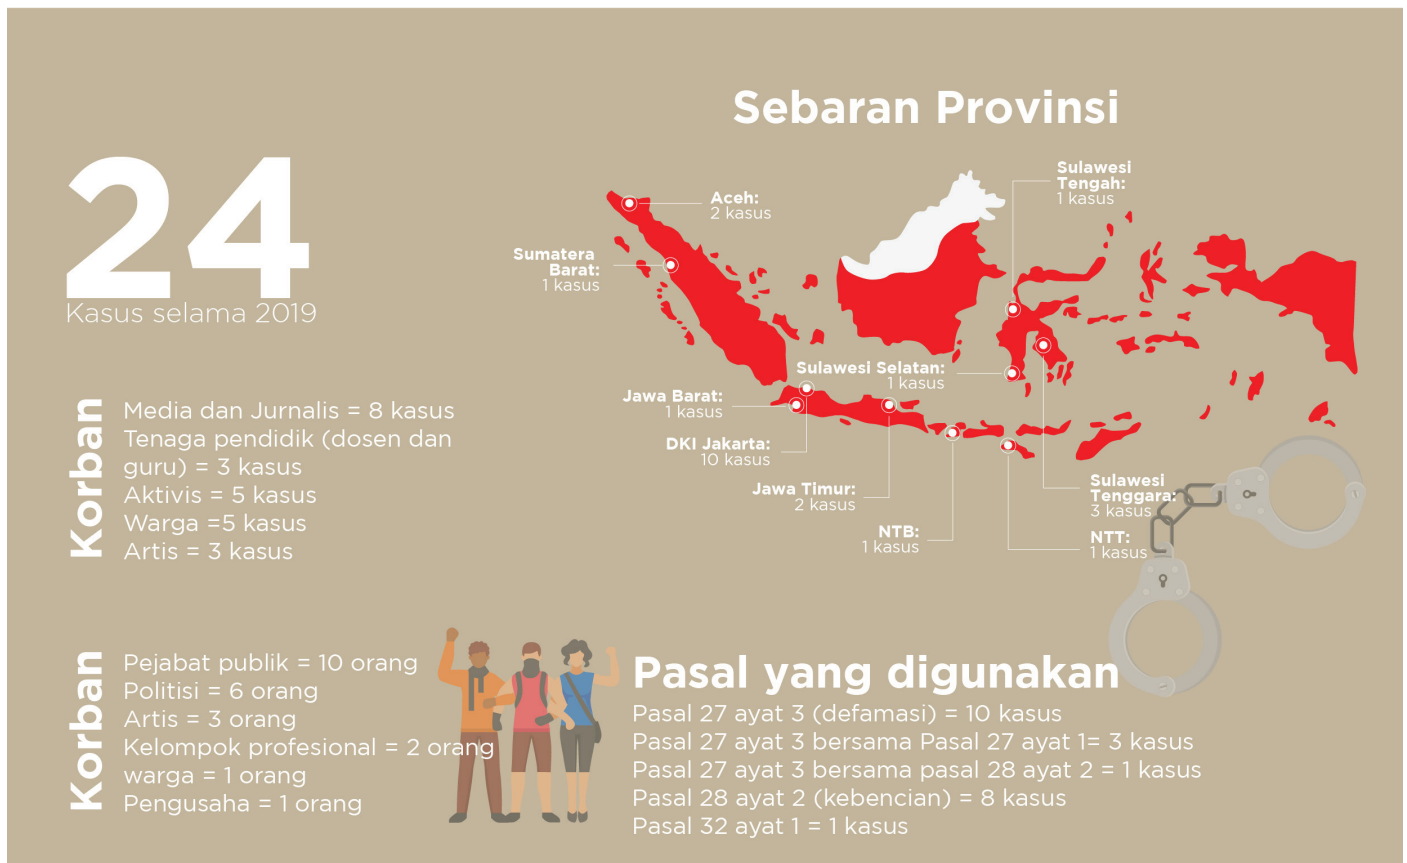 24
Kasus selama 2019
Korban
Media dan Jurnalis = 8 kasus
Tenaga pendidik (dosen dan
guru) = 3 kasus
Aktivis = 5 kasus
Warga =5 kasus
Artis = 3 kasus
Korban
Pejabat publik = 10 orang
Politisi = 6 orang
Artis = 3 orang
Kelompok profesional = 2 orang
warga = 1 orang
Pengusaha = 1 orang
Sebaran Provinsi
Aceh:
2 kasus
Sumatera
Barat:
1 kasus
Sulawesi
Tengah:
1 kasus
Sulawesi Selatan:
1 kasus
Jawa Barat:
1 kasus
DKI Jakarta:
10 kasus
Jawa Timur:
2 kasus
NTB:
1 kasus
Sulawesi
Tenggara:
3 kasus
NTT:
1 kasus
Pasal yang digunakan
Pasal 27 ayat 3 (defamasi) = 10 kasus
Pasal 27 ayat 3 bersama Pasal 27 ayat 1= 3 kasus
Pasal 27 ayat 3 bersama pasal 28 ayat 2 = 1 kasus
Pasal 28 ayat 2 (kebencian) = 8 kasus
Pasal 32 ayat 1 = 1 kasus